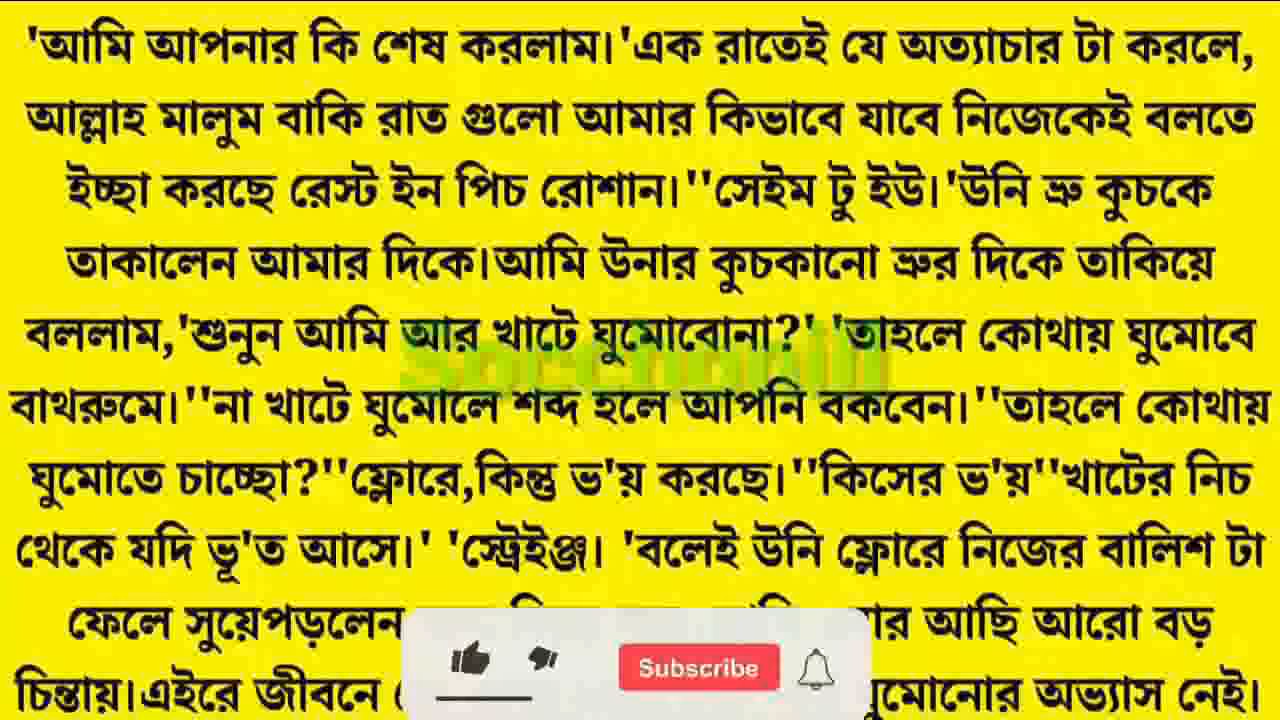 'আমি আপনার কি শেষ করলাম।'এক রাতেই যে অত্যাচার টা করলে,
আল্লাহ মালুম বাকি রাত গুলো আমার কিভাবে যাবে নিজেকেই বলতে
ইচ্ছা করছে রেস্ট ইন পিচ রোশান।''সেইম টু ইউ।'উনি ভ্রু কুচকে
তাকালেন আমার দিকে।আমি উনার কুচকানো ভ্রুর দিকে তাকিয়ে
বললাম,'শুনুন আমি আর খাটে ঘুমোবোনা?' 'তাহলে কোথায় ঘুমোবে
বাথরুমে।''না খাটে ঘুমোলে শব্দ হলে আপনি বকবেন।''তাহলে কোথায়
ঘুমোতে চাচ্ছো?''ফ্লোরে,কিন্তু ভ'য় করছে।''কিসের ভ'য়''খাটের নিচ
থেকে যদি ভূ'ত আসে।' 'স্ট্রেইঞ্জ। 'বলেই উনি ফ্লোরে নিজের বালিশ টা
ফেলে সুয়েপড়লেন আছি আরো বড়
চিন্তায়।এইরে জীবনে ঘুমোনোর অভ্যাস নেই।
Subscribe